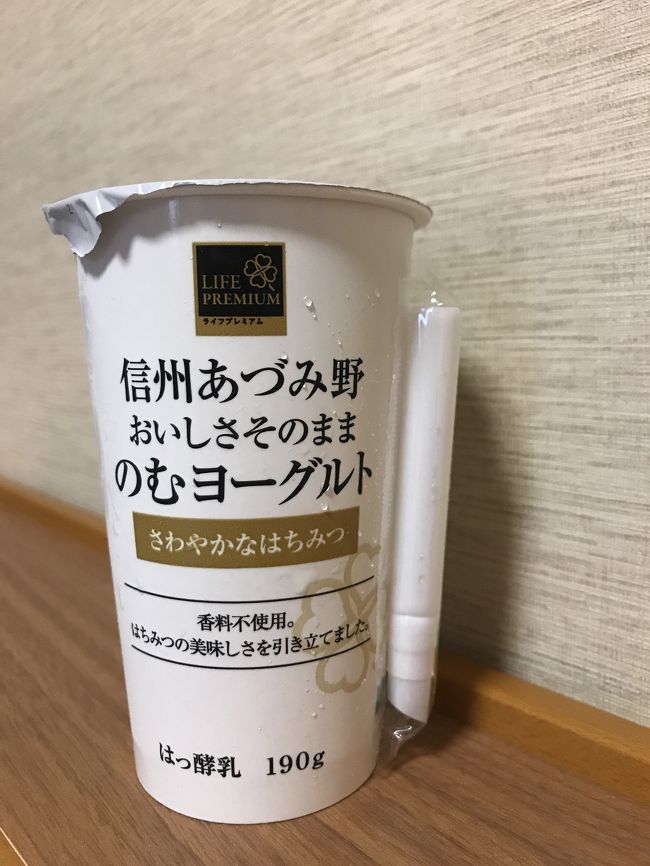 LIFE
PREMIUM
ライフプレミアム
信州あづみ野
おいしさそのまま
のむヨーグルト
さわやかなはちみつ
香料不使用。
はちみつの美味しさを引き立てました。
はっ酵乳 190g